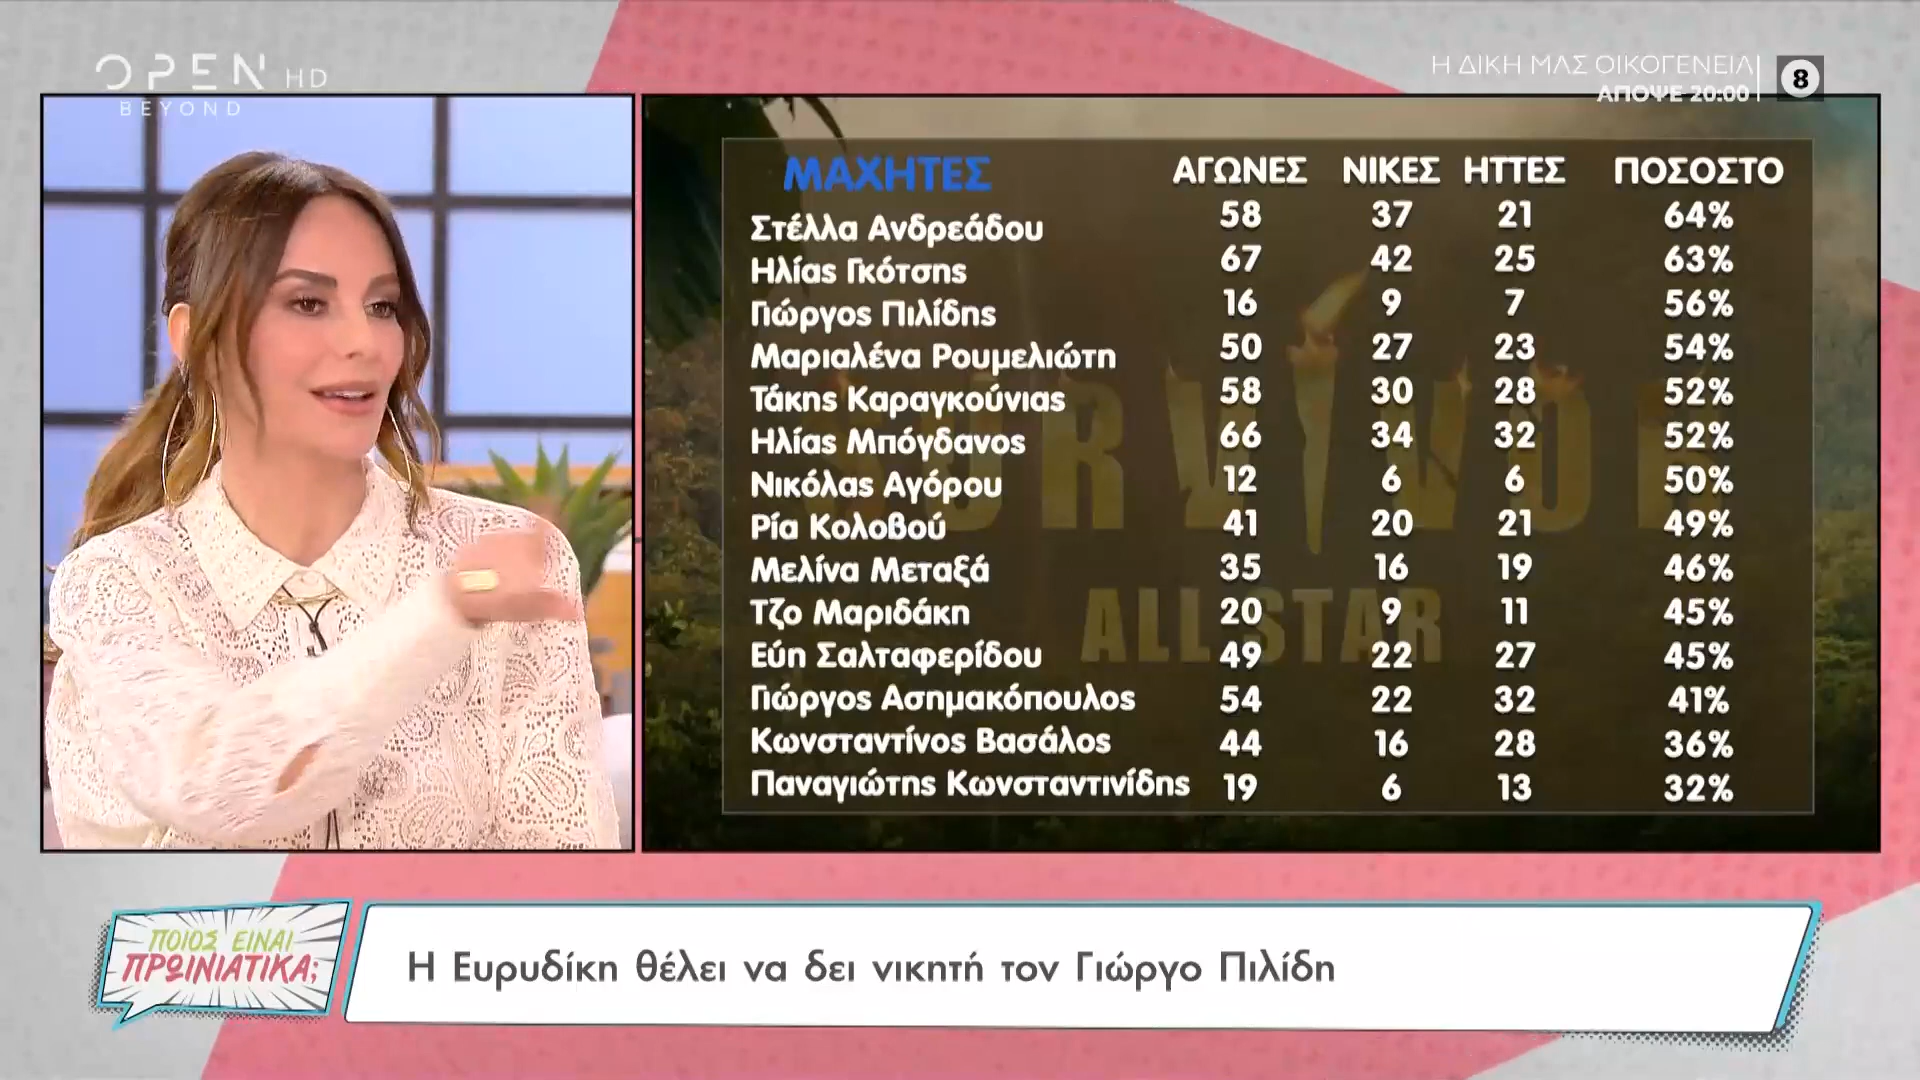 OPEN HD
BEYOND
Η ΔΙΚΗ ΜΑΣ ΟΙΚΟΓΕΝΕΙΑ
ΑΠΟΨΕ 20:00
8
ΜΑΧΗΤΕΣ ΑΓΩΝΕΣ ΝΙΚΕΣ ΗΤΤΕΣ ΠΟΣΟΣΤΟ
Στέλλα Ανδρεάδου 58 37 21 64%
Ηλίας Γκότσης 67 42 25 63%
Γιώργος Πιλίδης 16 9 7 56%
Μαριαλένα Ρουμελιώτη 50 27 23 54%
Τάκης Καραγκούνιας 58 30 28 52%
Ηλίας Μπόγδανος 66 34 32 52%
Νικόλας Αγόρου 12 6 6 50%
Ρία Κολοβού 41 20 21 49%
Μελίνα Μεταξά 35 16 19 46%
Τζο Μαριδάκη 20 9 11 45%
Εύη Σαλταφερίδου 49 22 27 45%
Γιώργος Ασημακόπουλος 54 22 32 41%
Κωνσταντίνος Βασάλος 44 16 28 36%
Παναγιώτης Κωνσταντινίδης 19 6 13 32%
SURVIVOR
ALL STAR
ΠΟΙΟΣ ΕΙΝΑΙ
ΠΡΩΙΝΙΑΤΙΚΑ;
Η Ευρυδίκη θέλει να δει νικητή τον Γιώργο Πιλίδη